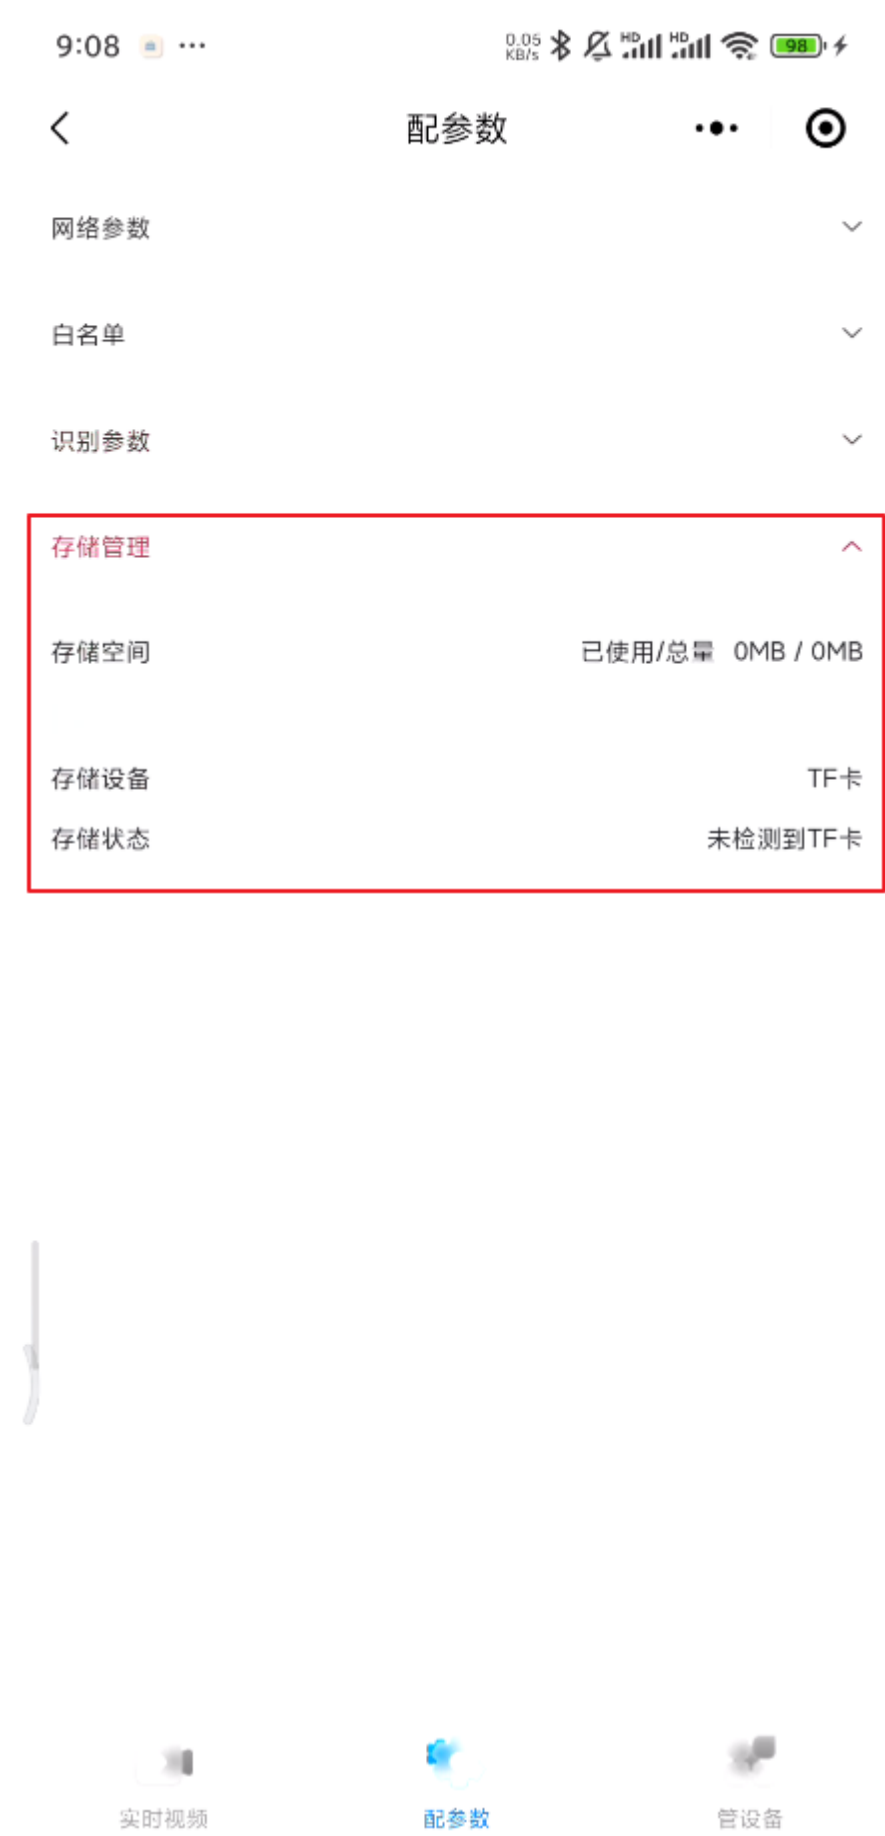 9:08 ··· 0.05 KB/s HD HD 98
配参数
网络参数
白名单
识别参数
存储管理
存储空间 已使用/总量 0MB / 0MB
存储设备 TF卡
存储状态 未检测到TF卡
实时视频 配参数 管设备